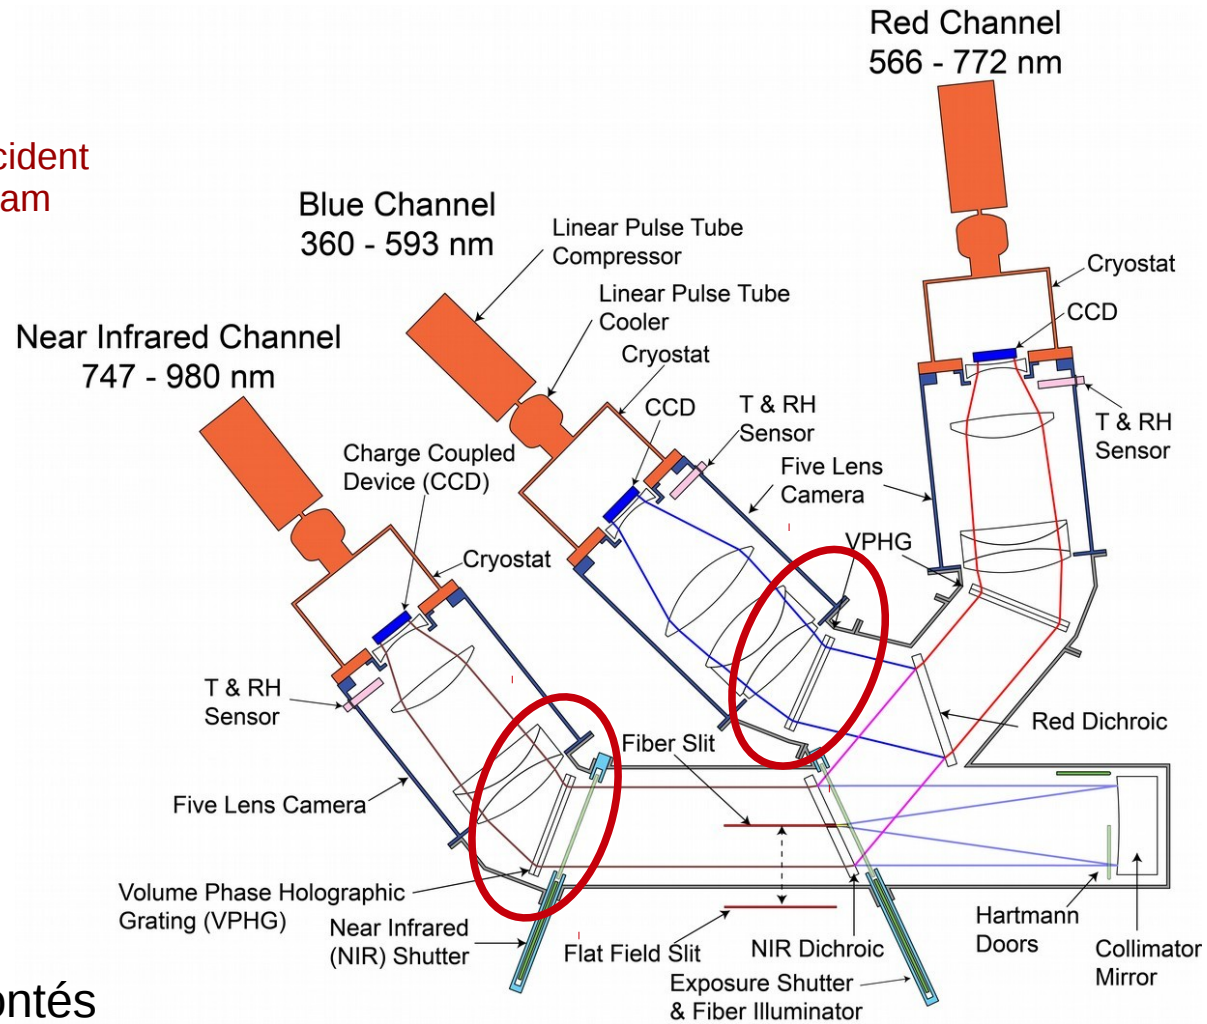 Red Channel
566 - 772 nm
cident
am
Blue Channel
360 - 593 nm
Linear Pulse Tube
Compressor
Linear Pulse Tube
Cooler
Cryostat
Cryostat
CCD
Near Infrared Channel
747 - 980 nm
CCD
T & RH
Sensor
T & RH
Sensor
Charge Coupled
Device (CCD)
Five Lens
Camera
VPHG
Cryostat
T & RH
Sensor
Red Dichroic
Fiber Slit
Five Lens Camera
Volume Phase Holographic
Grating (VPHG)
Near Infrared
(NIR) Shutter
Flat Field Slit
NIR Dichroic
Exposure Shutter
& Fiber Illuminator
Hartmann
Doors
Collimator
Mirror
ontés